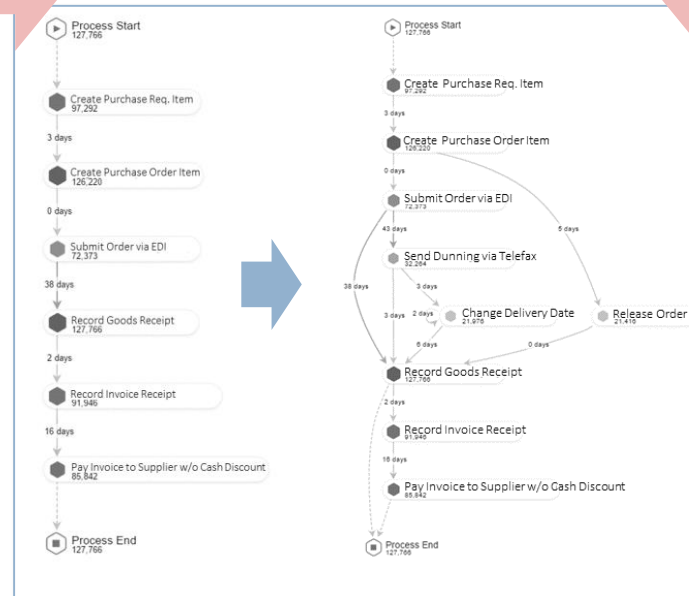 Process Start
127,766
Create Purchase Req. Item
97,292
3 days
Create Purchase Order Item
126,220
0 days
Submit Order via EDI
72,373
38 days
Record Goods Receipt
127,766
2 days
Record Invoice Receipt
91,946
16 days
Pay Invoice to Supplier w/o Cash Discount
85,842
Process End
127,766
Process Start
127,766
Create Purchase Req. Item
97,292
3 days
Create Purchase Order Item
126,220
0 days
Submit Order via EDI
72,373
43 days
5 days
Send Dunning via Telefax
32,264
38 days
3 days
3 days
2 days
Change Delivery Date
21,976
Release Order
21,416
6 days
0 days
Record Goods Receipt
127,766
2 days
Record Invoice Receipt
91,946
16 days
Pay Invoice to Supplier w/o Cash Discount
85,842
Process End
127,766